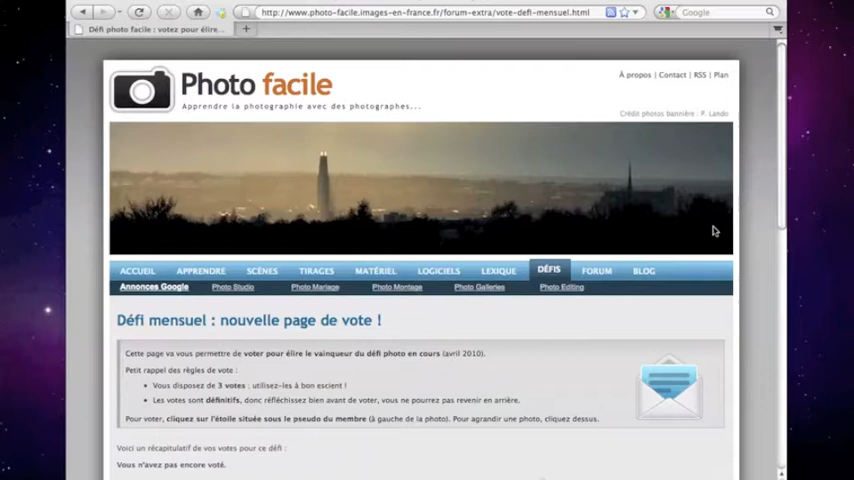 http://www.photo-facile.images-en-france.fr/forum-extra/vote-defi-mensuel.html
Google
Défi photo facile : votez pour élire...
Photo facile
Apprendre la photographie avec des photographes...
À propos | Contact | RSS | Plan
Crédit photos bannière : P. Lando
ACCUEIL APPRENDRE SCÈNES TIRAGES MATÉRIEL LOGICIELS LEXIQUE DÉFIS FORUM BLOG
Annonces Google Photo Studio Photo Mariage Photo Montage Photo Galleries Photo Editing
Défi mensuel : nouvelle page de vote !
Cette page va vous permettre de voter pour élire le vainqueur du défi photo en cours (avril 2010).
Petit rappel des règles de vote :
• Vous disposez de 3 votes ; utilisez-les à bon escient !
• Les votes sont définitifs, donc réfléchissez bien avant de voter, vous ne pourrez pas revenir en arrière.
Pour voter, cliquez sur l'étoile située sous le pseudo du membre (à gauche de la photo). Pour agrandir une photo, cliquez dessus.
Voici un récapitulatif de vos votes pour ce défi :
Vous n'avez pas encore voté.